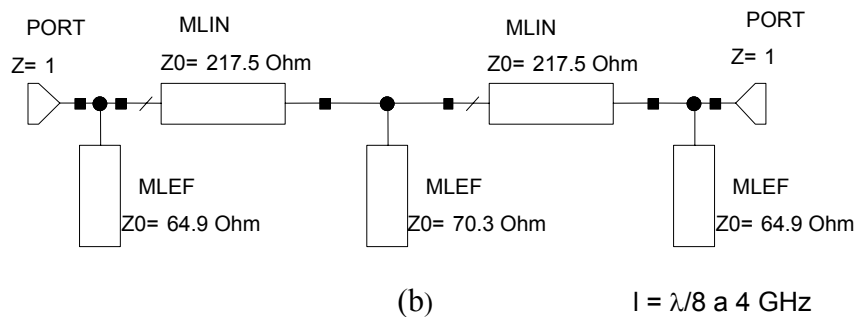 PORT
Z= 1
MLIN
Z0= 217.5 Ohm
MLIN
Z0= 217.5 Ohm
PORT
Z= 1
MLEF
Z0= 64.9 Ohm
MLEF
Z0= 70.3 Ohm
MLEF
Z0= 64.9 Ohm
(b)
l = λ/8 a 4 GHz